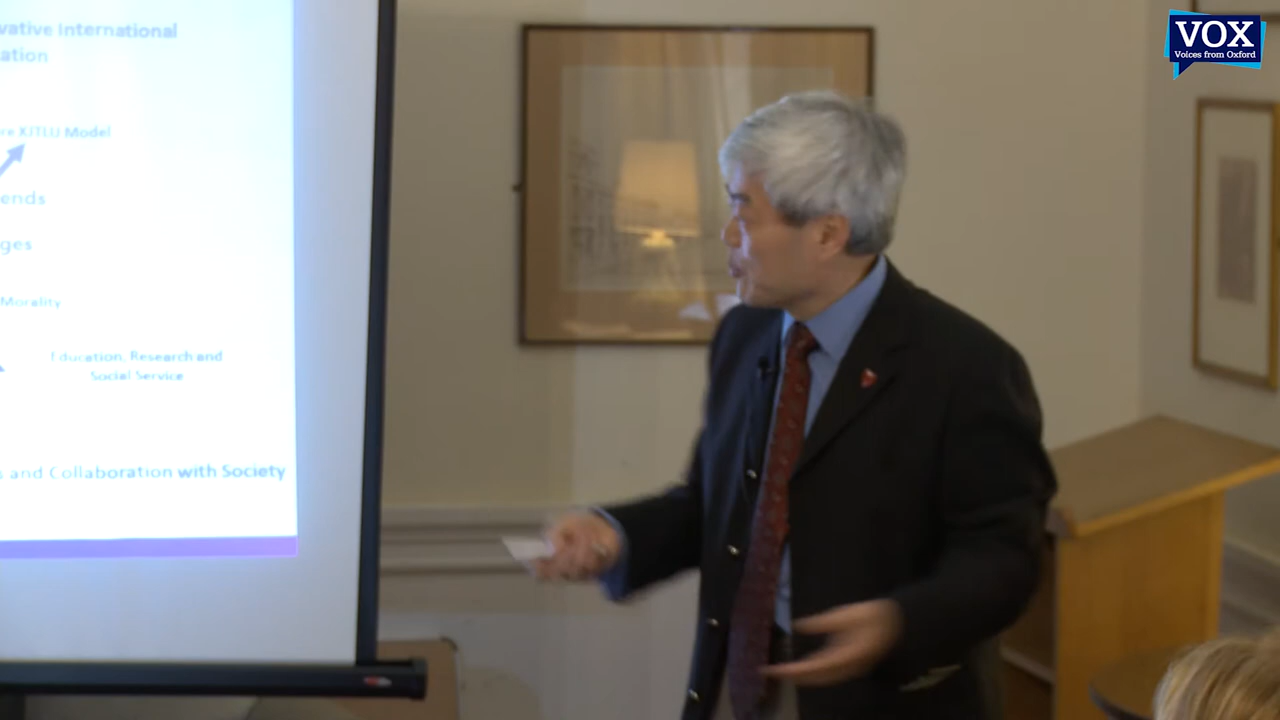 vative International
ation
re XJTLU Model
ends
ges
Morality
Education, Research and
Social Service
s and Collaboration with Society
VOX
Voices from Oxford